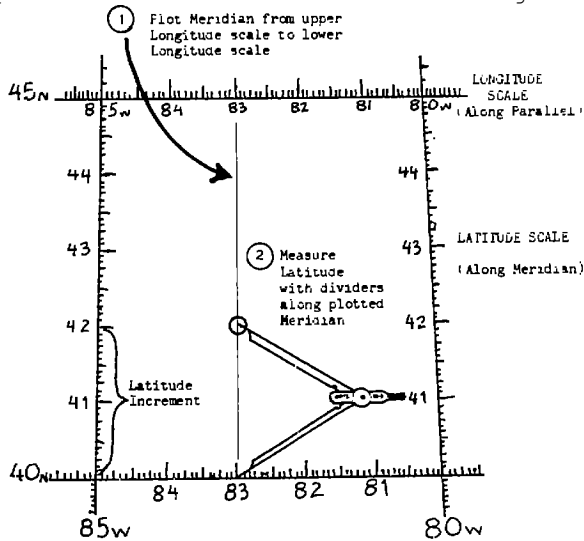 1 Plot Meridian from upper
Longitude scale to lower
Longitude scale
45N
85W 84 83 82 81 80W
LONGITUDE
SCALE
(Along Parallel)
44
44
43
43
LATITUDE SCALE
(Along Meridian)
2 Measure
Latitude
with dividers
along plotted
Meridian
42
42
Latitude
Increment
41
41
40N
84 83 82 81
85W
80W